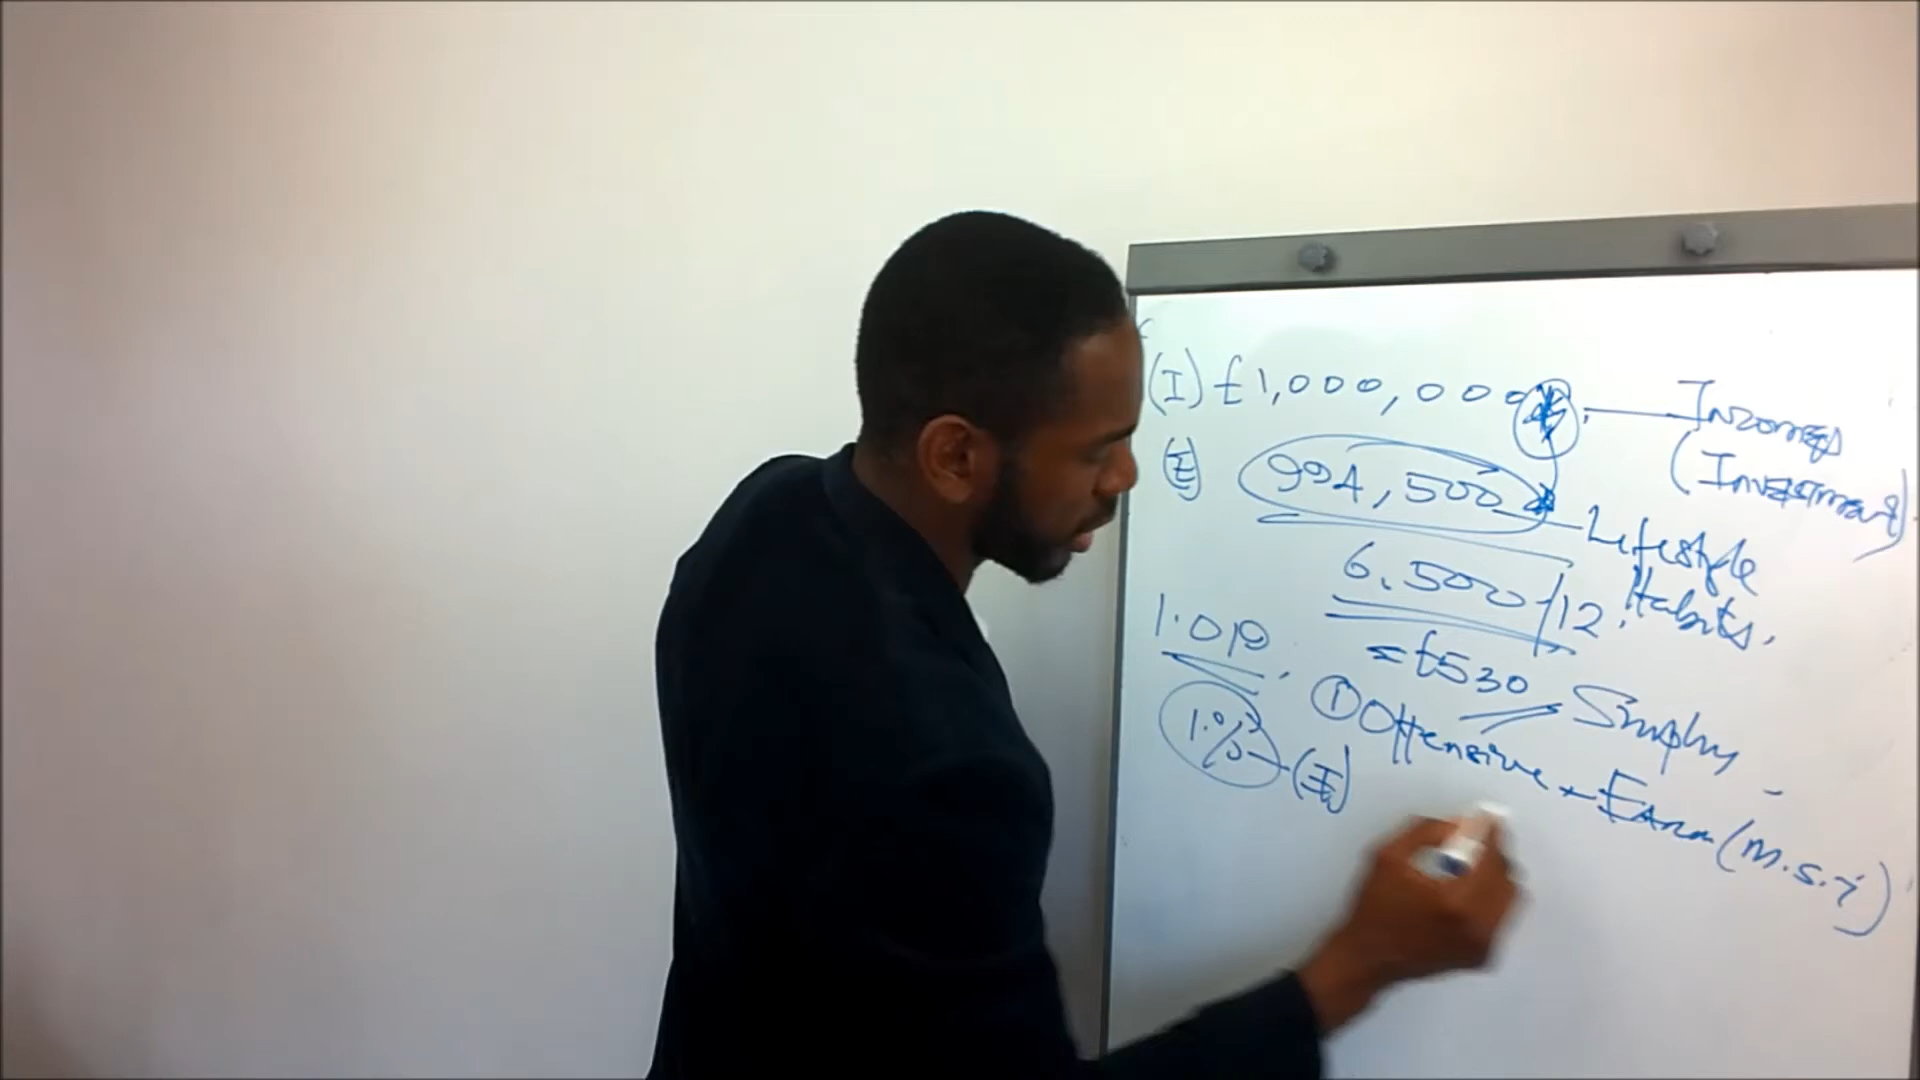 (I) £1,000,000
Incomes
(Investment)
(E) 994,500
Lifestyle
Habits.
6,500/12
1.0%
= £530
1.0% (I)
① Offensive - Earn (m.s.i)